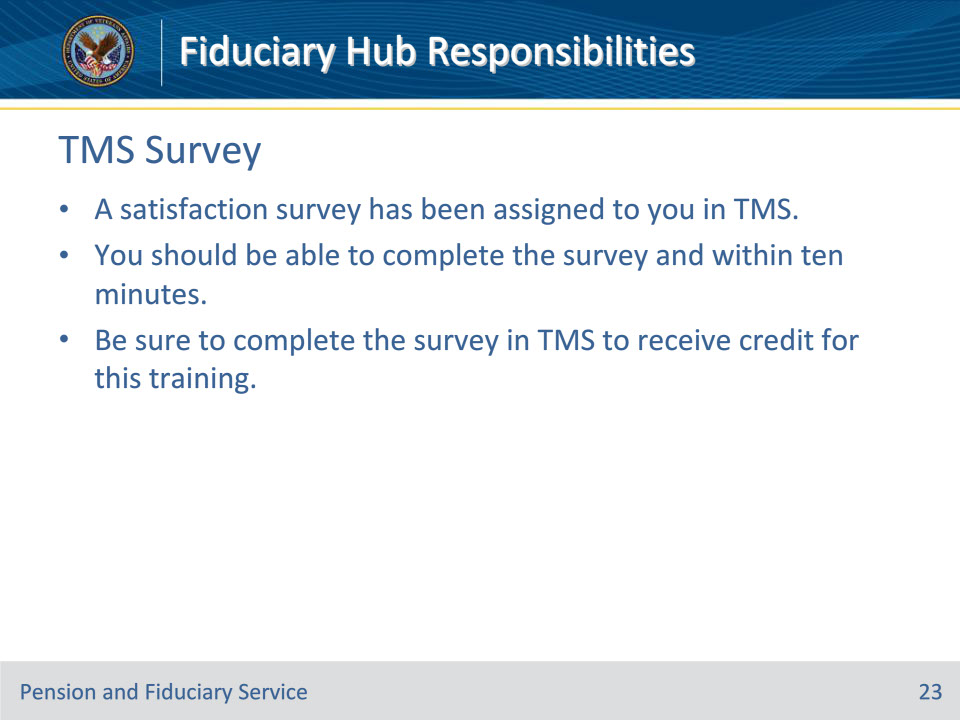 Fiduciary Hub Responsibilities
TMS Survey
• A satisfaction survey has been assigned to you in TMS.
• You should be able to complete the survey and within ten
minutes.
• Be sure to complete the survey in TMS to receive credit for
this training.
Pension and Fiduciary Service
23